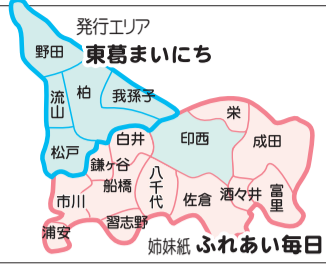 発行エリア
東葛まいにち
野田
流山
柏
我孫子
松戸
白井
印西
栄
成田
鎌ヶ谷
船橋
八千代
佐倉
酒々井
富里
市川
習志野
浦安
姉妹紙 ふれあい毎日